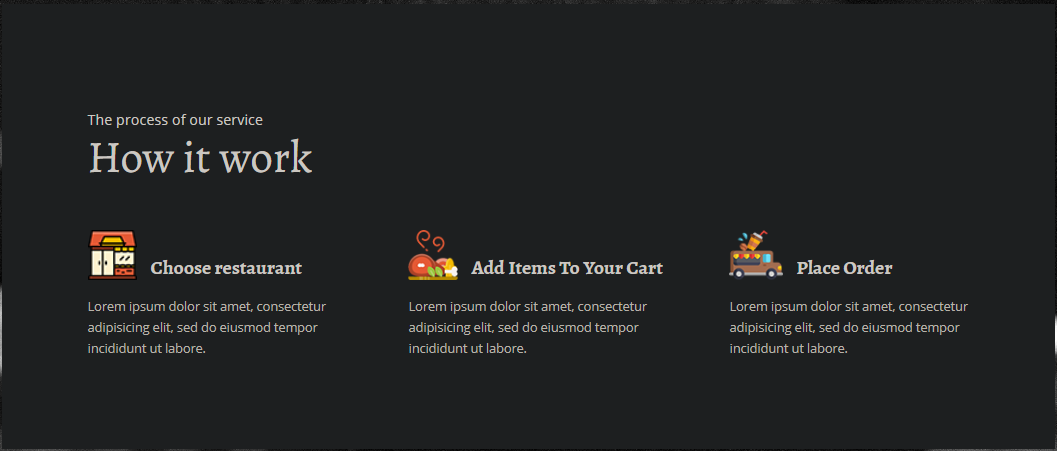 The process of our service
How it work
Choose restaurant
Lorem ipsum dolor sit amet, consectetur
adipisicing elit, sed do eiusmod tempor
incididunt ut labore.
Add Items To Your Cart
Lorem ipsum dolor sit amet, consectetur
adipisicing elit, sed do eiusmod tempor
incididunt ut labore.
Place Order
Lorem ipsum dolor sit amet, consectetur
adipisicing elit, sed do eiusmod tempor
incididunt ut labore.